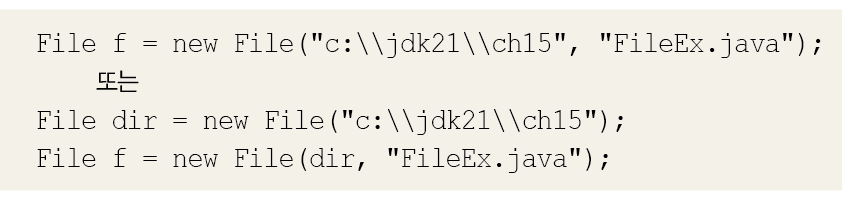 File f = new File("c:\\jdk21\\ch15", "FileEx.java");
또는
File dir = new File("c:\\jdk21\\ch15");
File f = new File(dir, "FileEx.java");